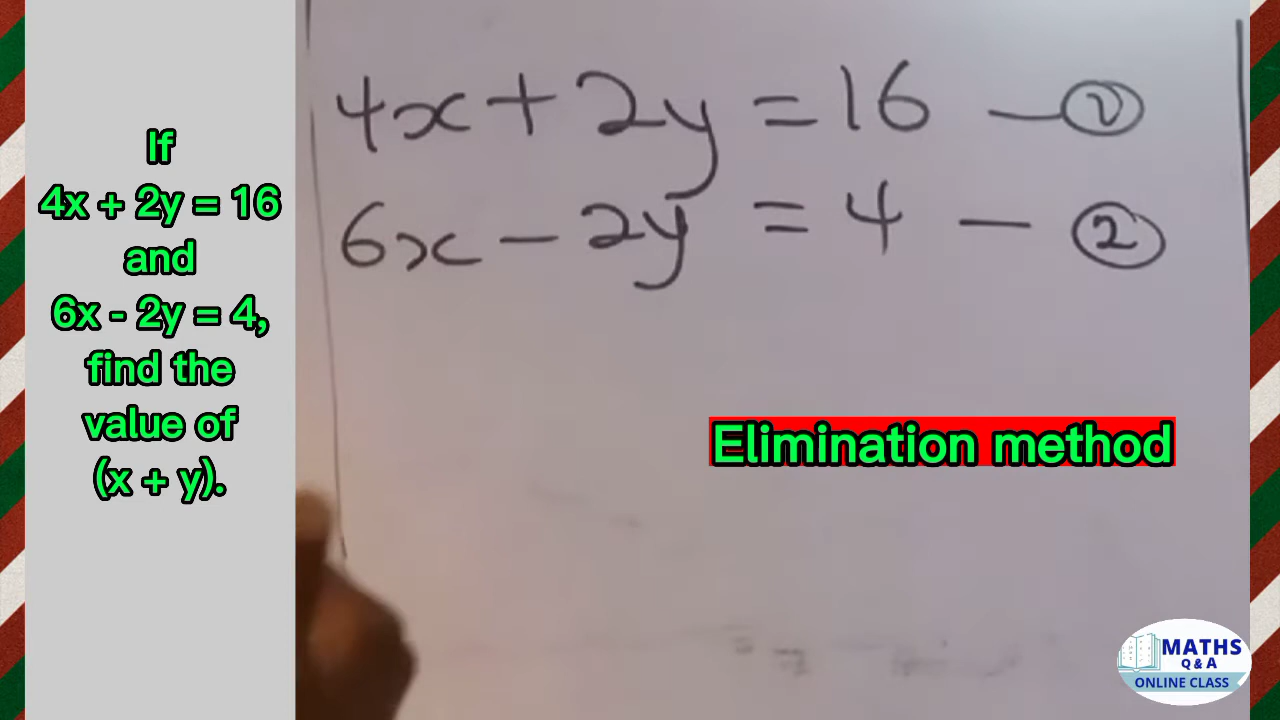 If
4x + 2y = 16
and
6x - 2y = 4,
find the
value of
(x + y).
4x + 2y = 16 —
6x - 2y = 4 — ②
Elimination method
MATHS
Q & A
ONLINE CLASS